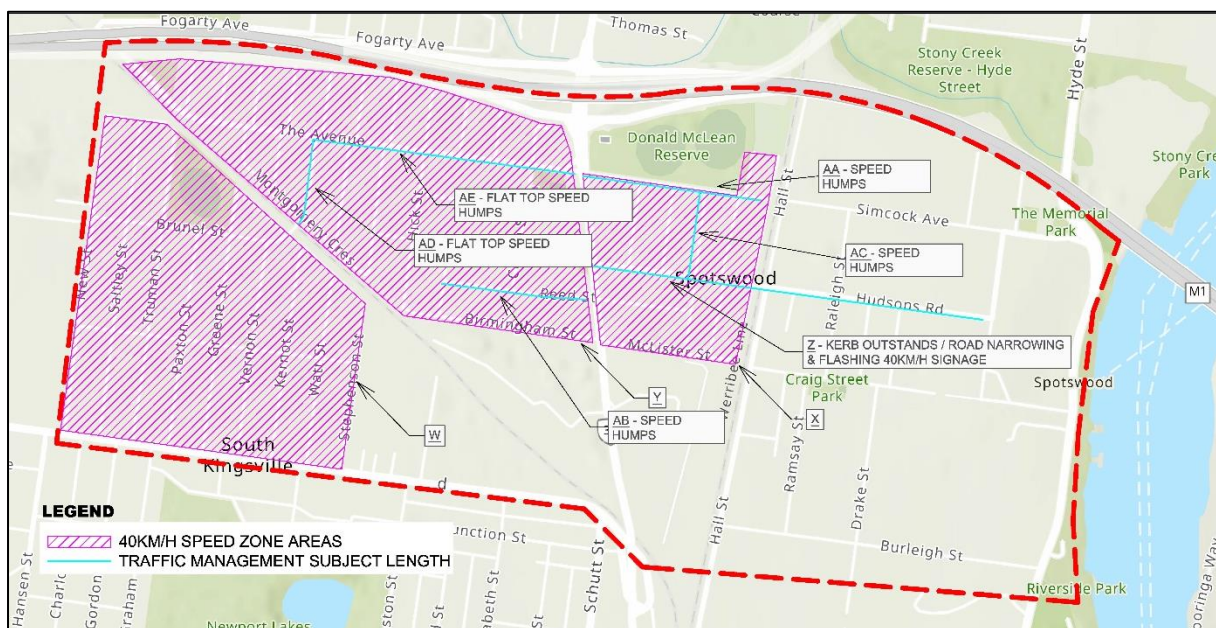 Fogarty Ave
Fogarty Ave
Thomas St
Stony Creek
Reserve - Hyde
Street
Hyde St
Stony Creek
Park
Donald McLean
Reserve
The Avenue
AE - FLAT TOP SPEED
HUMPS
AA - SPEED
HUMPS
Hall St
Simcock Ave
The Memorial
Park
AD - FLAT TOP SPEED
HUMPS
AC - SPEED
HUMPS
Montgomery Cres
Hick St
Brunel St
New St
Saltley St
Truman St
Paxton St
Greene St
Vernon St
Kernot St
Watt St
Stephenson St
Spotswood
Reed St
Birmingham St
McLister St
Raleigh St
Hudsons Rd
M1
Z - KERB OUTSTANDS / ROAD NARROWING
& FLASHING 40KM/H SIGNAGE
Werribee Line
Craig Street
Park
Spotswood
Y
X
W
AB - SPEED
HUMPS
South
Kingsville
Ramsay St
Drake St
Hall St
Burleigh St
Riverside Park
Schutt St
LEGEND
40KM/H SPEED ZONE AREAS
TRAFFIC MANAGEMENT SUBJECT LENGTH
Hansen St
Gordon
Graham
Newport Lakes